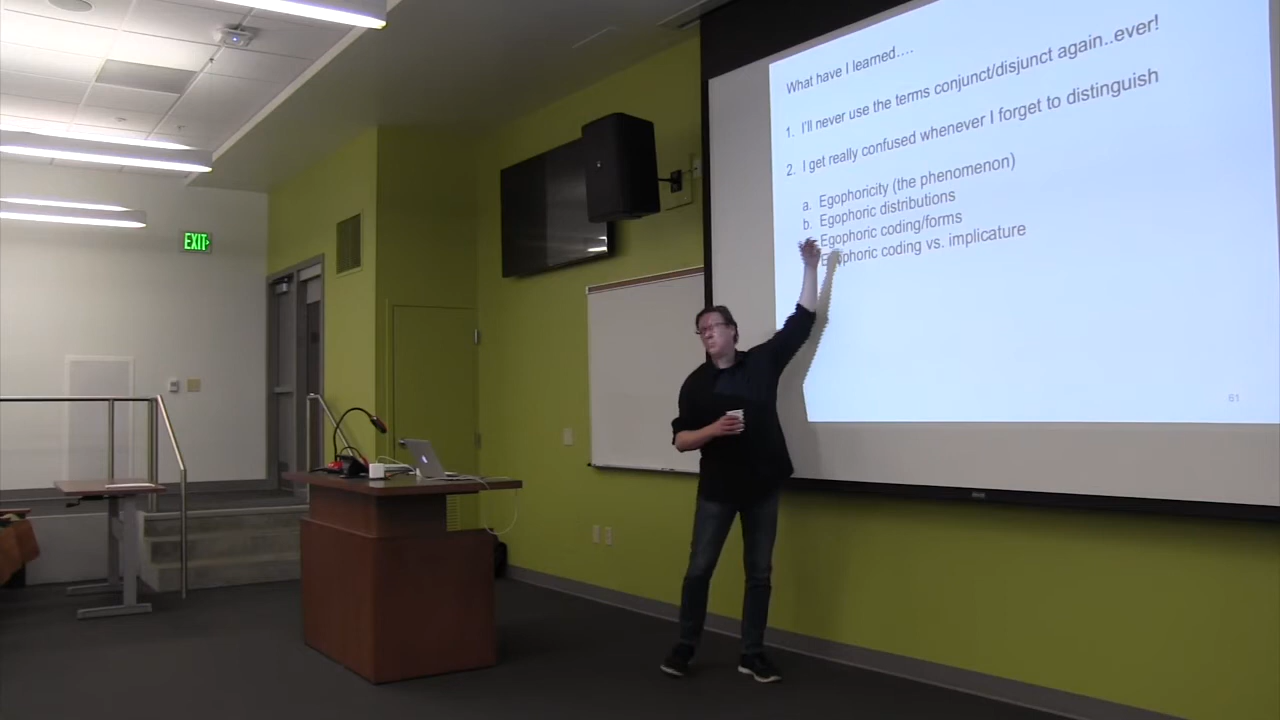 What have I learned….
1. I'll never use the terms conjunct/disjunct again..ever!
2. I get really confused whenever I forget to distinguish
a. Egophoricity (the phenomenon)
b. Egophoric distributions
Egophoric coding/forms
Egophoric coding vs. implicature
61
EXIT